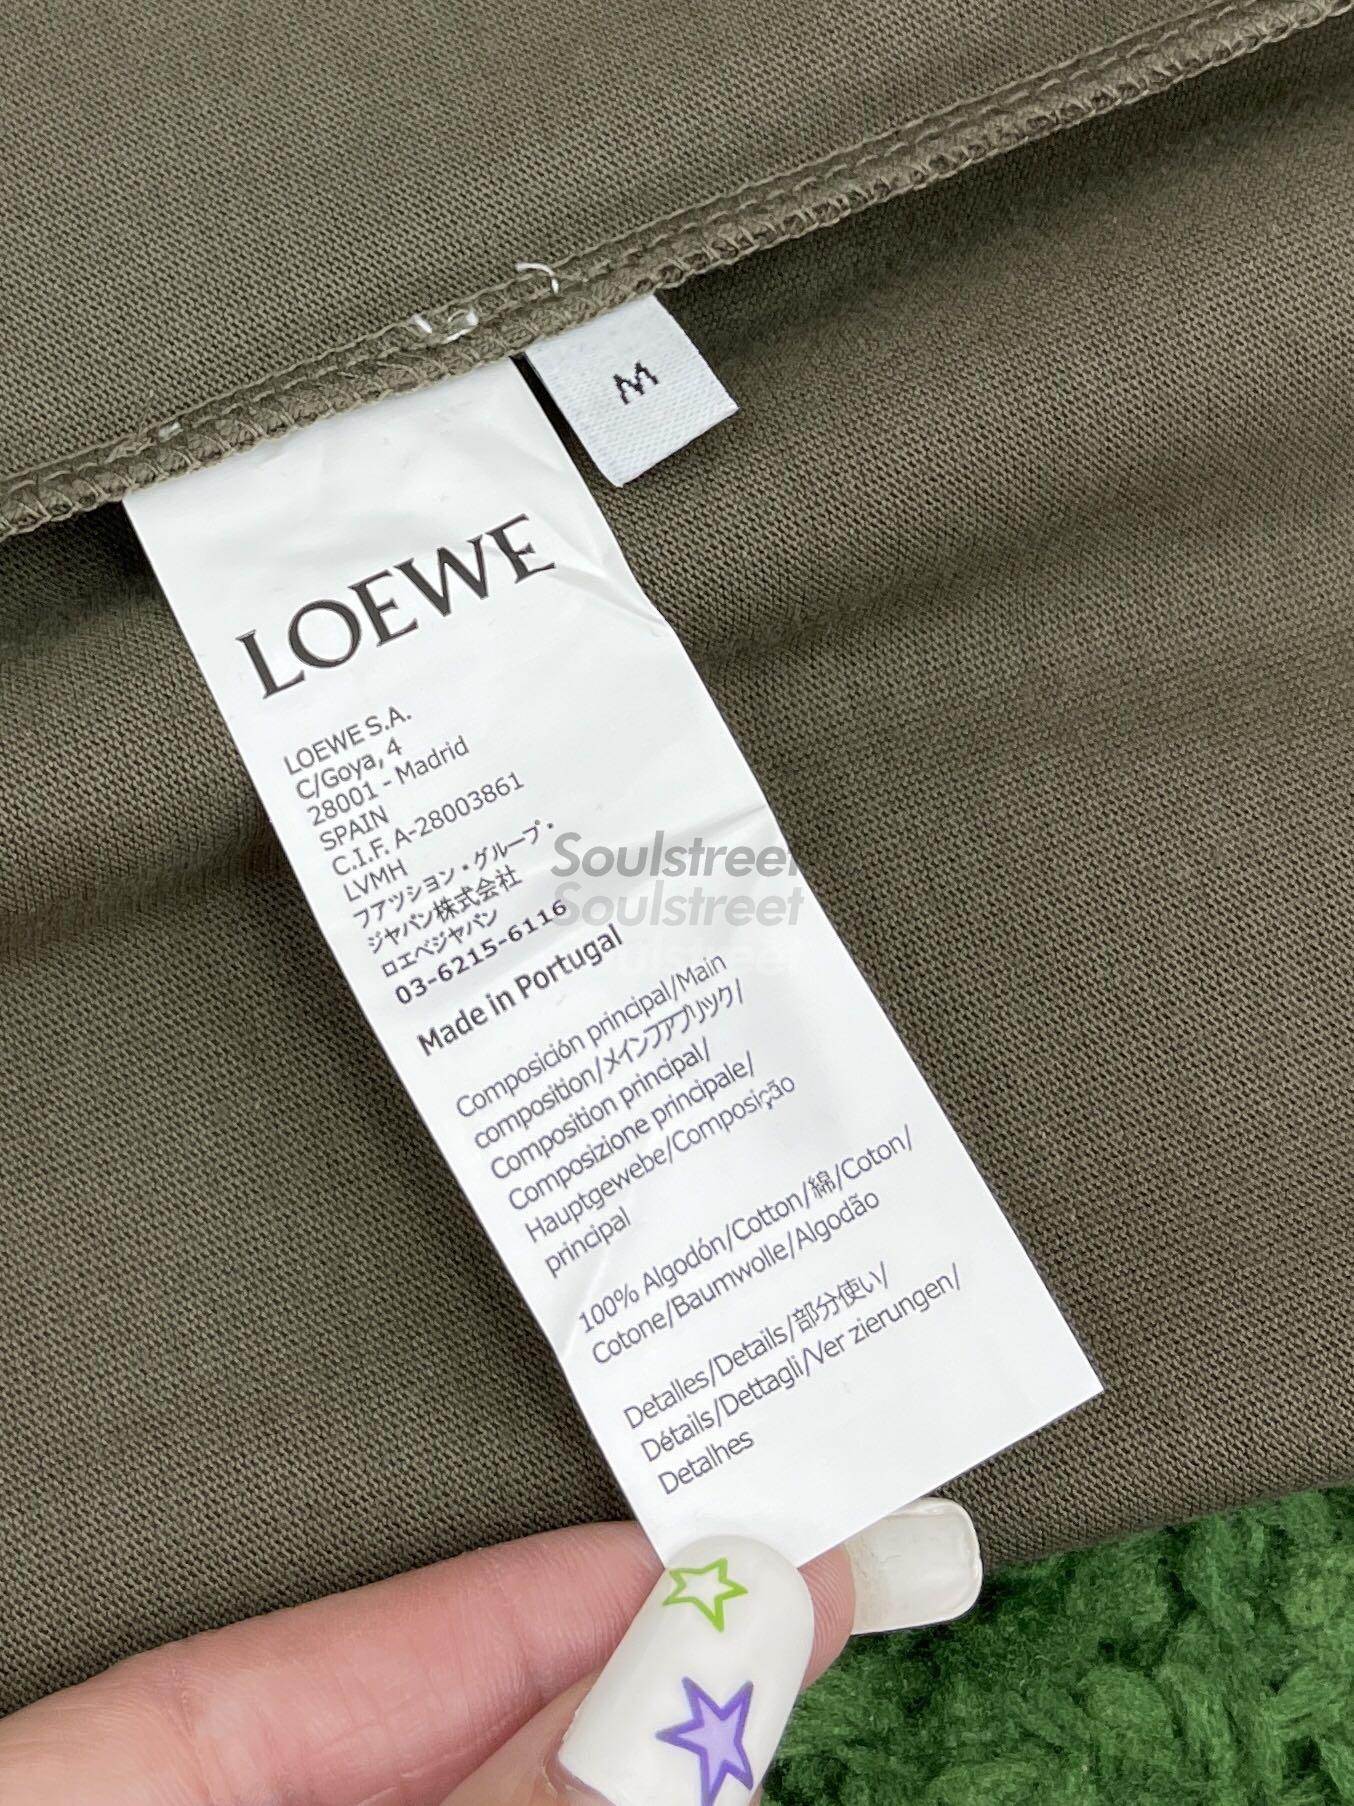 M
LOEWE
LOEWE S.A.
C/Goya, 4
28001 - Madrid
SPAIN
C.I.F. A-28003861
LVMH
ファッション・グループ・
ジャパン株式会社
ロエベジャパン
03-6215-6116
Made in Portugal
Composición principal/Main
composition/メインファブリック/
Composition principal/
Composizione principale/
Hauptgewebe/Composição
principal
100% Algodón/Cotton/綿/Coton/
Cotone/Baumwolle/Algodão
Detalles/Details/部分使い/
Détails/Dettagli/Ver zierungen/
Detalhes
Soulstreet
Soulstreet
Soulstreet